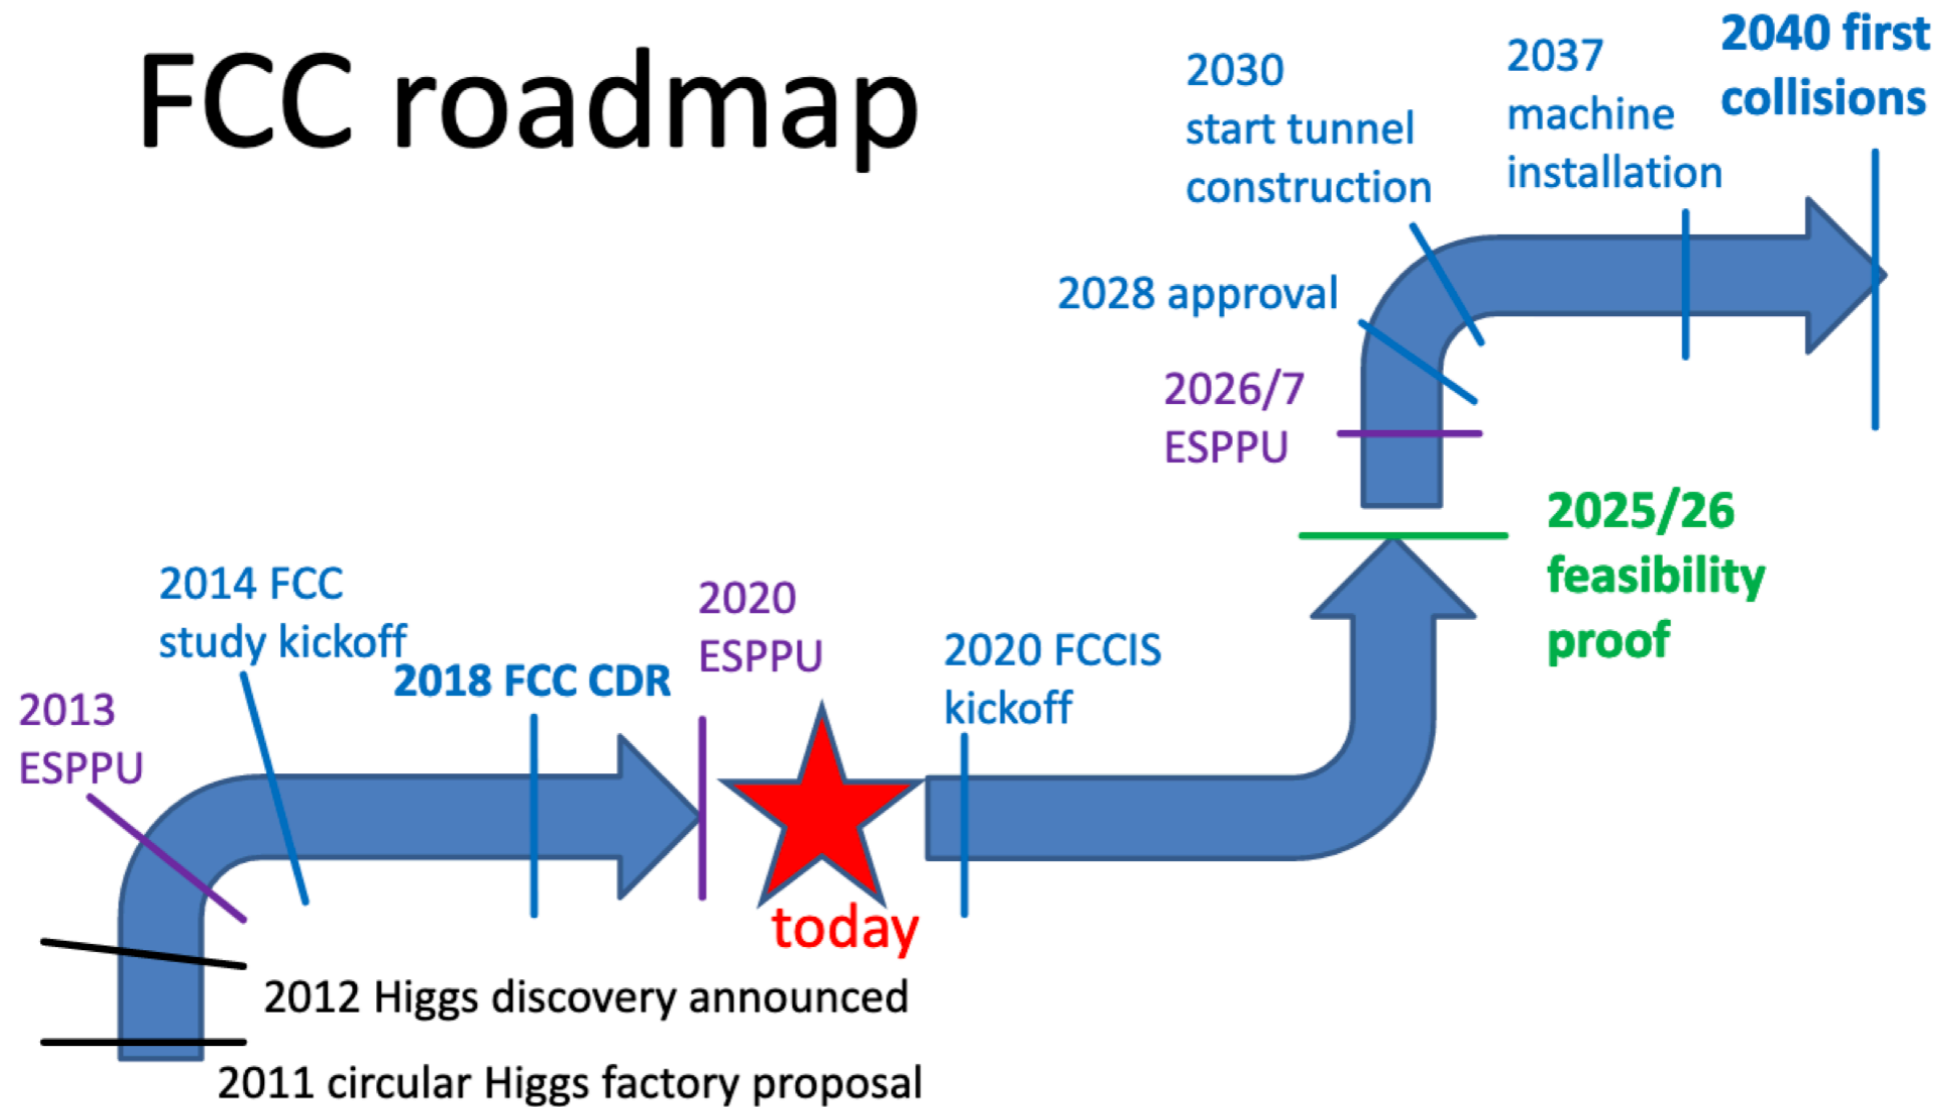 FCC roadmap
2040 first
collisions
2037
machine
installation
2030
start tunnel
construction
2028 approval
2026/7
ESPPU
2025/26
feasibility
proof
2014 FCC
study kickoff
2018 FCC CDR
2020
ESPPU
2020 FCCIS
kickoff
2013
ESPPU
today
2012 Higgs discovery announced
2011 circular Higgs factory proposal